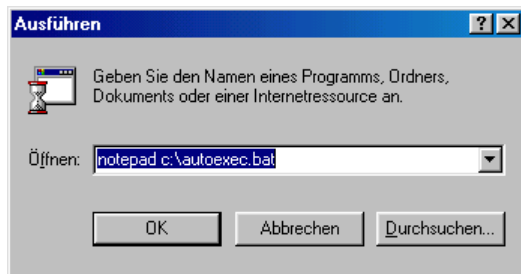 Ausführen
Geben Sie den Namen eines Programms, Ordners,
Dokuments oder einer Internetressource an.
Öffnen: notepad c:\autoexec.bat
OK Abbrechen Durchsuchen...